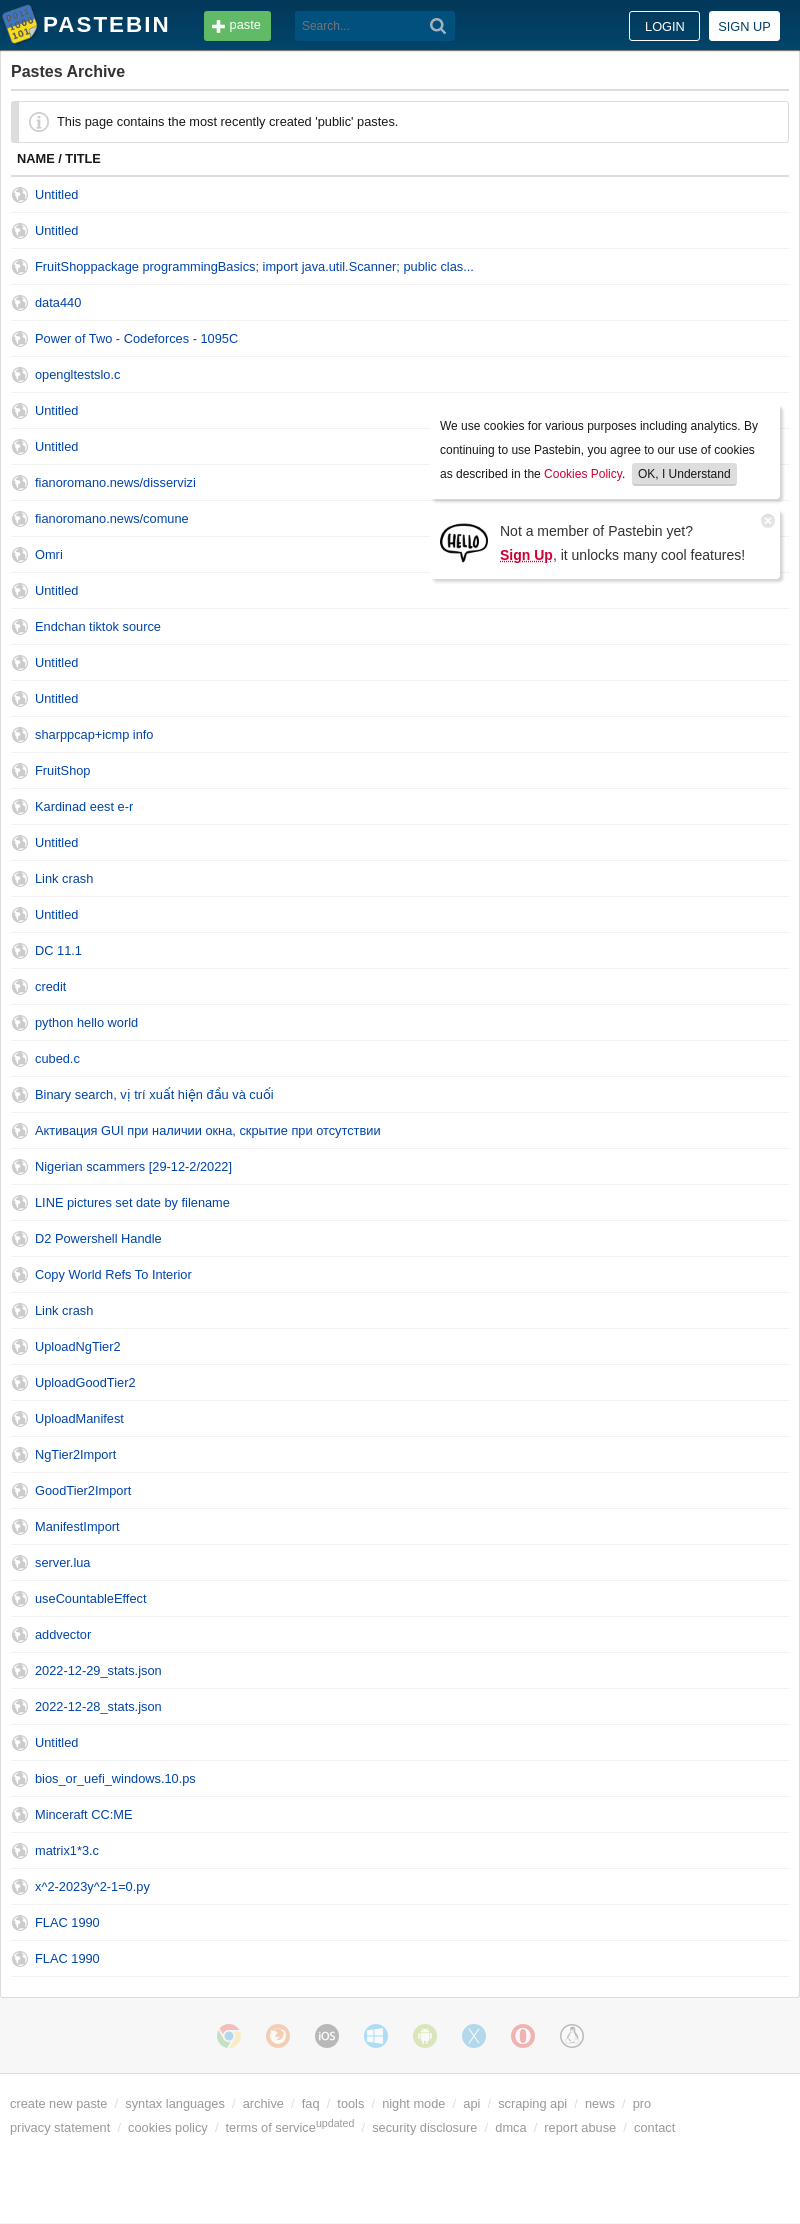 PASTEBIN
paste
Search...
LOGIN
SIGN UP
Pastes Archive
This page contains the most recently created 'public' pastes.
NAME / TITLE
Untitled
Untitled
FruitShoppackage programmingBasics; import java.util.Scanner; public clas...
data440
Power of Two - Codeforces - 1095C
opengltestslo.c
Untitled
Untitled
fianoromano.news/disservizi
fianoromano.news/comune
Omri
Untitled
We use cookies for various purposes including analytics. By
continuing to use Pastebin, you agree to our use of cookies
as described in the Cookies Policy. OK, I Understand
HELLO
Not a member of Pastebin yet?
Sign Up, it unlocks many cool features!
Endchan tiktok source
Untitled
Untitled
sharppcap+icmp info
FruitShop
Kardinad eest e-r
Untitled
Link crash
Untitled
DC 11.1
credit
python hello world
cubed.c
Binary search, vị trí xuất hiện đầu và cuối
Активация GUI при наличии окна, скрытие при отсутствии
Nigerian scammers [29-12-2/2022]
LINE pictures set date by filename
D2 Powershell Handle
Copy World Refs To Interior
Link crash
UploadNgTier2
UploadGoodTier2
UploadManifest
NgTier2Import
GoodTier2Import
ManifestImport
server.lua
useCountableEffect
addvector
2022-12-29_stats.json
2022-12-28_stats.json
Untitled
bios_or_uefi_windows.10.ps
Minceraft CC:ME
matrix1*3.c
x^2-2023y^2-1=0.py
FLAC 1990
FLAC 1990
iOS
create new paste / syntax languages / archive / faq / tools / night mode / api / scraping api / news / pro
privacy statement / cookies policy / terms of service updated / security disclosure / dmca / report abuse / contact